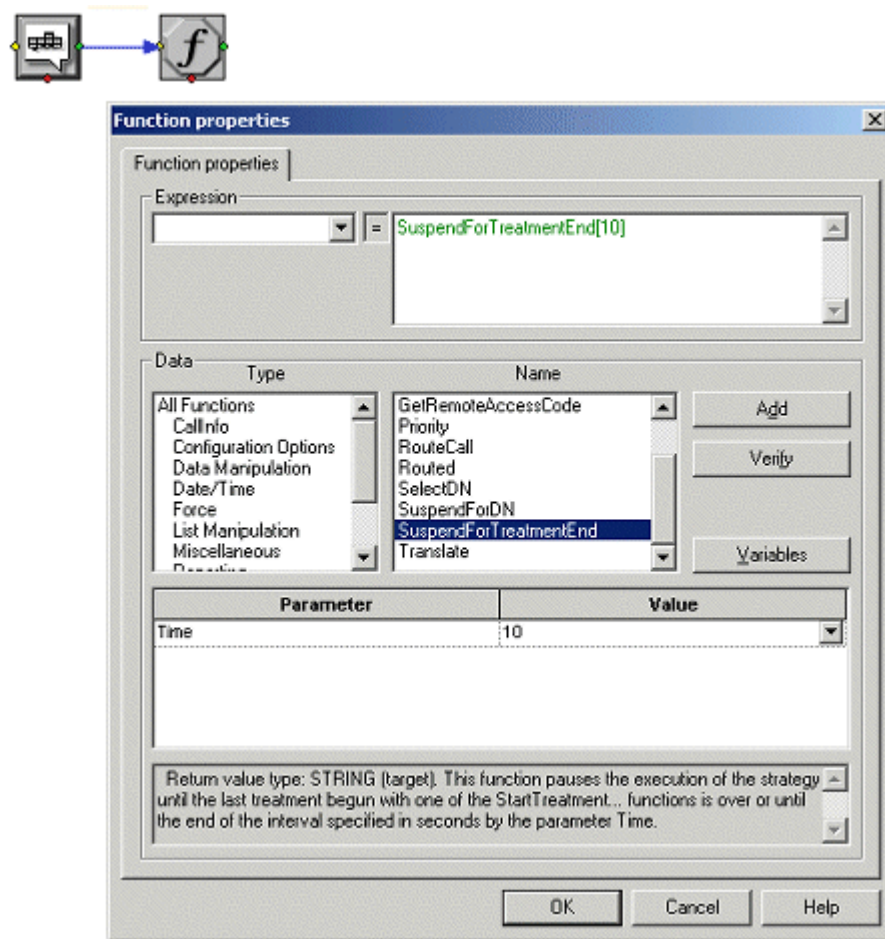 f
Function properties
Function properties
Expression
= SuspendForTreatmentEnd[10]
Data
Type Name
All Functions
CallInfo
Configuration Options
Data Manipulation
Date/Time
Force
List Manipulation
Miscellaneous
GetRemoteAccessCode
Priority
RouteCall
Routed
SelectDN
SuspendForDN
SuspendForTreatmentEnd
Translate
Add
Verify
Variables
Parameter Value
Time 10
Return value type: STRING (target). This function pauses the execution of the strategy
until the last treatment begun with one of the StartTreatment... functions is over or until
the end of the interval specified in seconds by the parameter Time.
OK Cancel Help